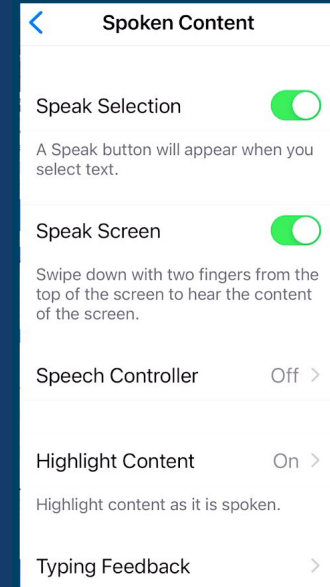 Spoken Content
Speak Selection
A Speak button will appear when you
select text.
Speak Screen
Swipe down with two fingers from the
top of the screen to hear the content
of the screen.
Speech Controller Off
Highlight Content On
Highlight content as it is spoken.
Typing Feedback